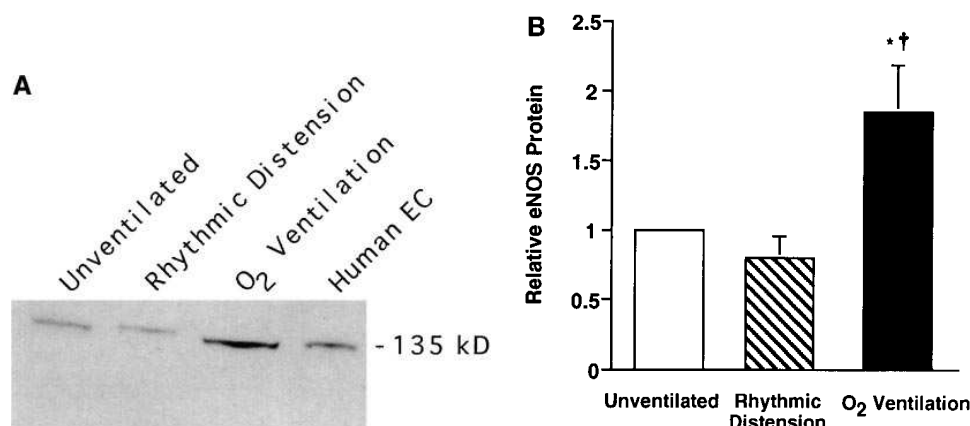 A
Unventilated
Rhythmic Distension
O2 Ventilation
Human EC
- 135 kD
B
Relative eNOS Protein
2.5
2
1.5
1
0.5
0
* †
Unventilated
Rhythmic
Distension
O2 Ventilation